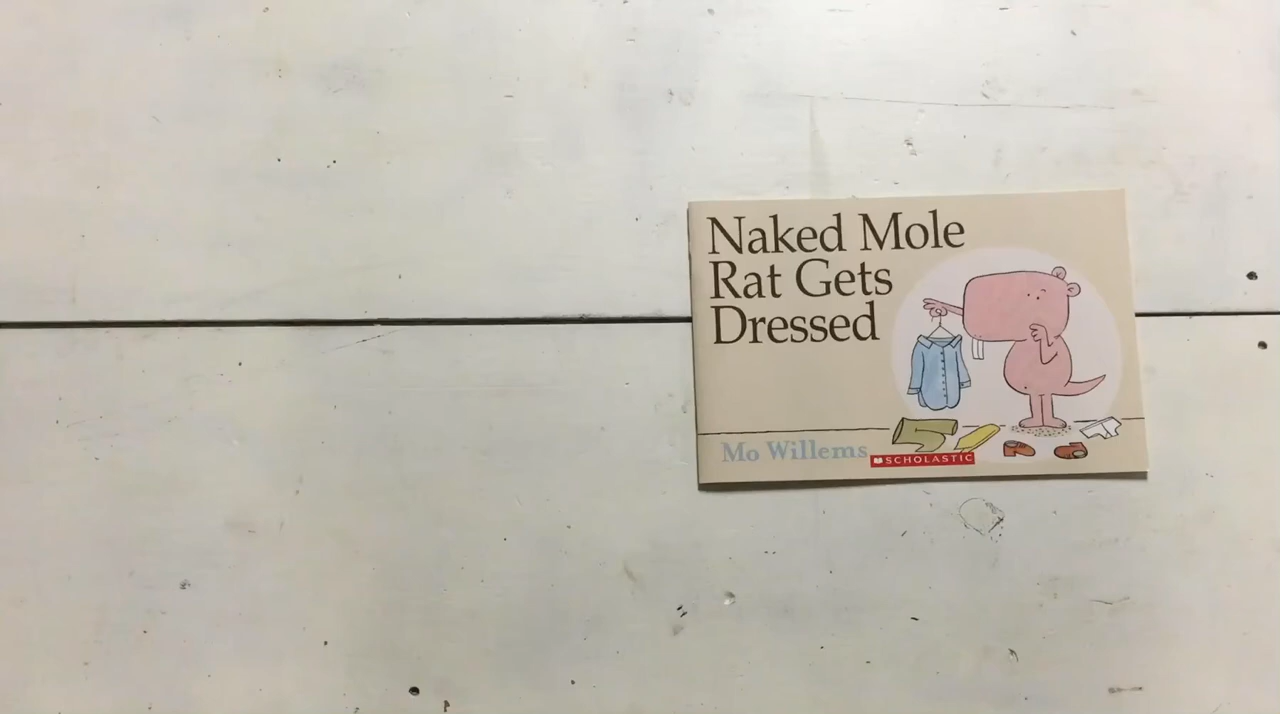 Naked Mole
Rat Gets
Dressed
Mo Willems
SCHOLASTIC